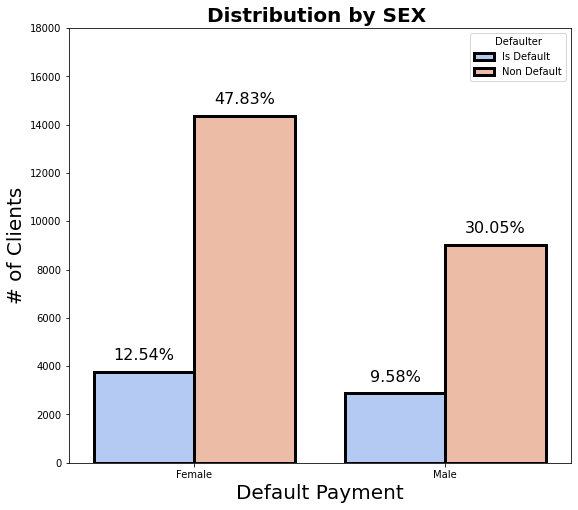 Distribution by SEX
Defaulter
Is Default
Non Default
18000
16000
14000
12000
10000
8000
6000
4000
2000
0
# of Clients
47.83%
30.05%
12.54%
9.58%
Female
Male
Default Payment